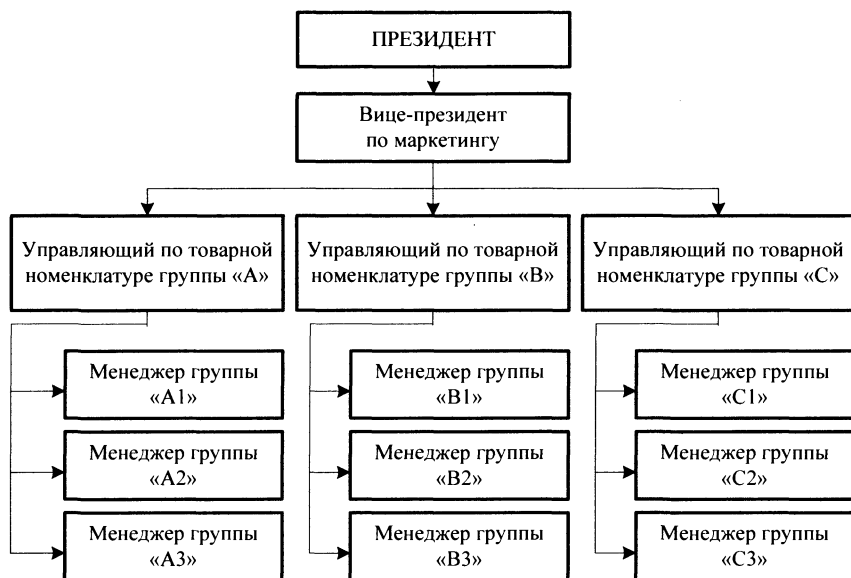 ПРЕЗИДЕНТ
Вице-президент
по маркетингу
Управляющий по товарной
номенклатуре группы «А»
Управляющий по товарной
номенклатуре группы «В»
Управляющий по товарной
номенклатуре группы «С»
Менеджер группы
«А1»
Менеджер группы
«А2»
Менеджер группы
«А3»
Менеджер группы
«В1»
Менеджер группы
«В2»
Менеджер группы
«В3»
Менеджер группы
«С1»
Менеджер группы
«С2»
Менеджер группы
«С3»